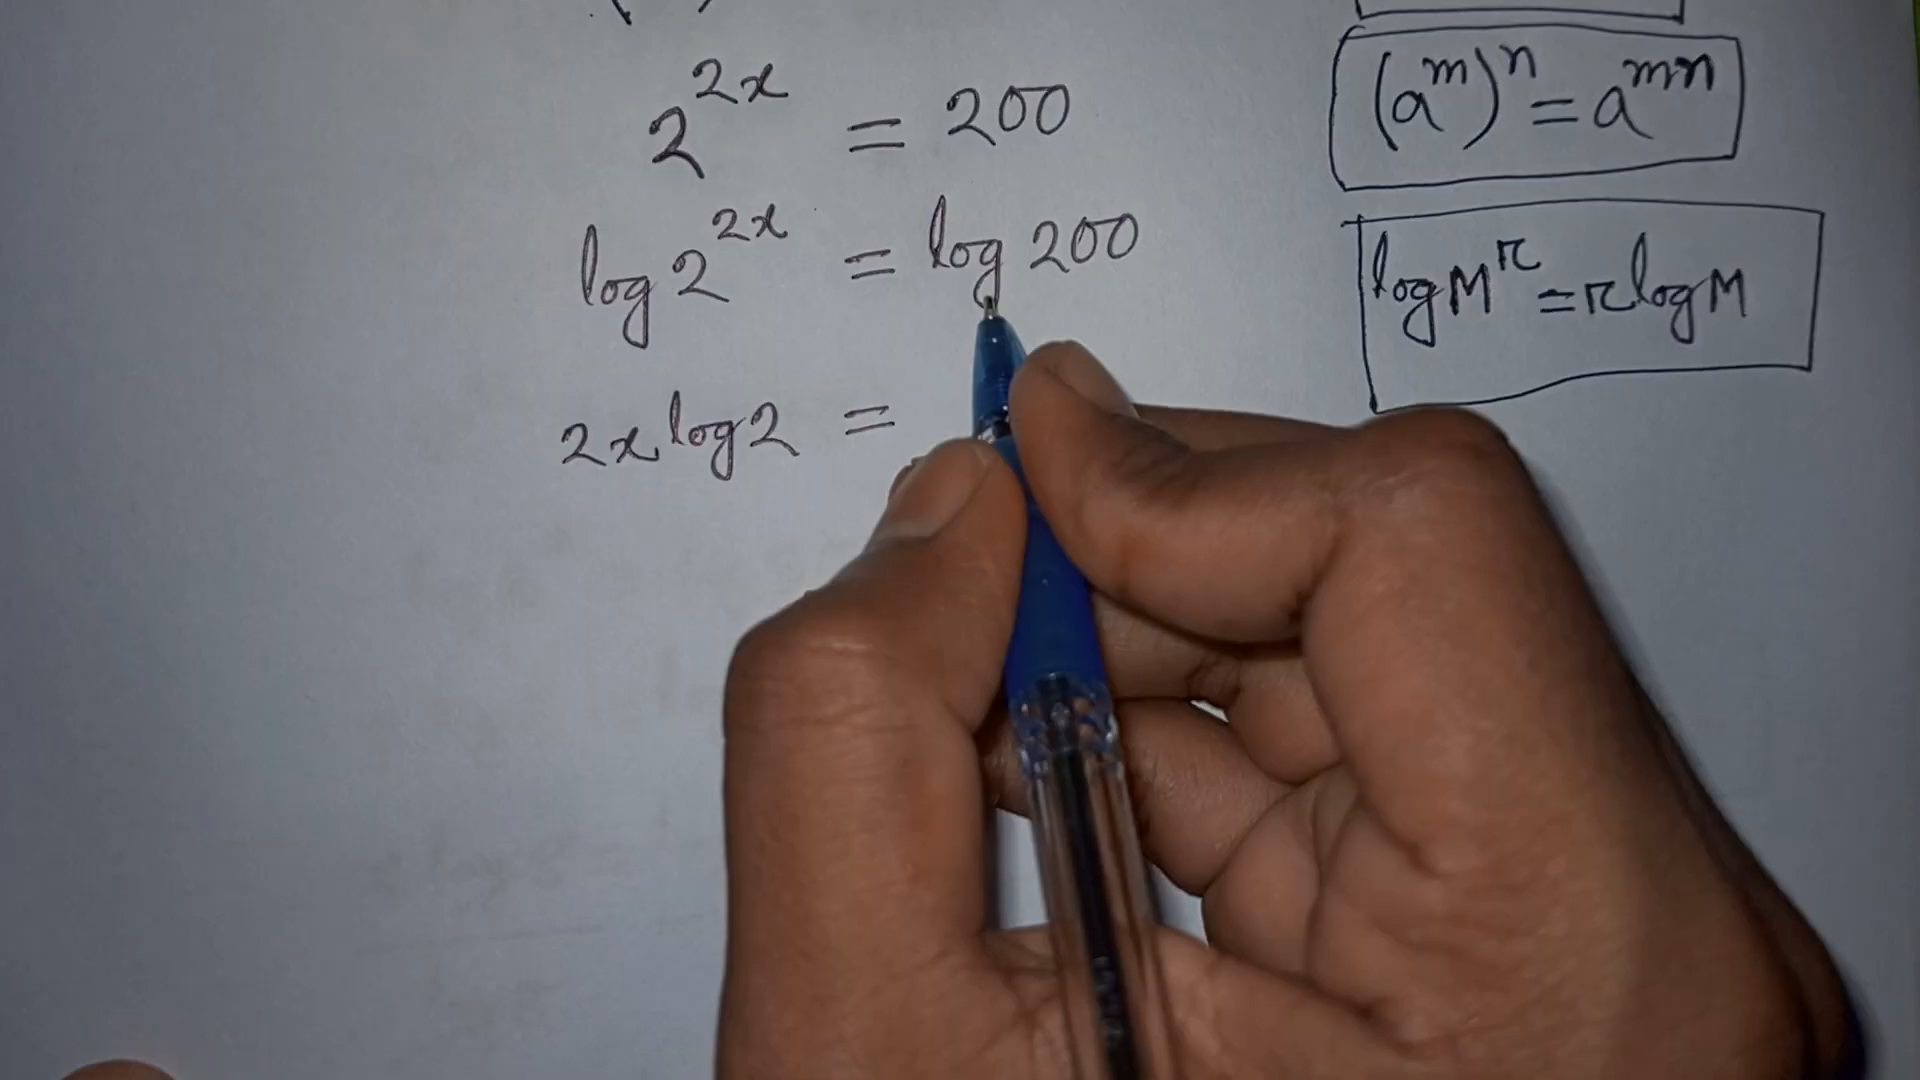 2^{2x} = 200
log 2^{2x} = log 200
2x log 2 =
(a^m)^n = a^{mn}
log M^r = r log M